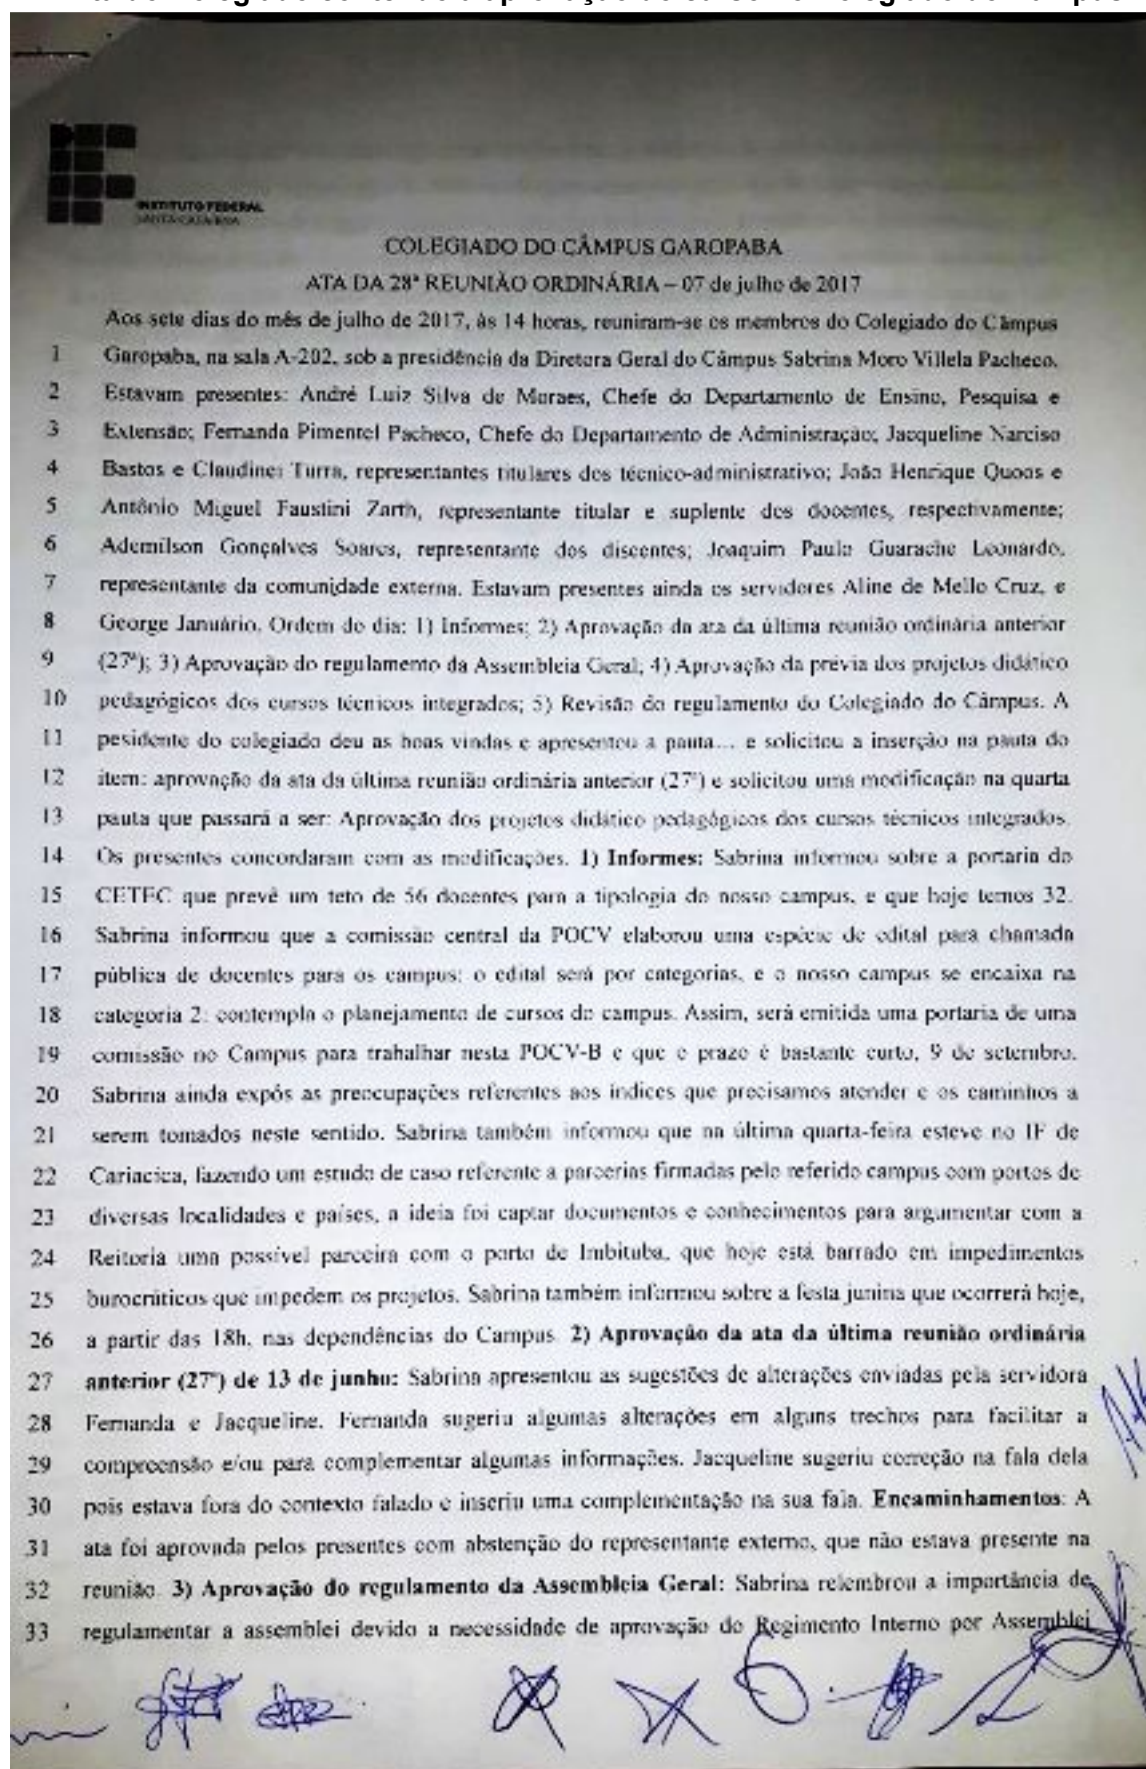 INSTITUTO FEDERAL
SANTA CATARINA
COLEGIADO DO CÂMPUS GAROPABA
ATA DA 28ª REUNIÃO ORDINÁRIA – 07 de julho de 2017
Aos sete dias do mês de julho de 2017, às 14 horas, reuniram-se os membros do Colegiado do Câmpus
1 Garopaba, na sala A-202, sob a presidência da Diretora Geral do Câmpus Sabrina Moro Villela Pacheco.
2 Estavam presentes: André Luiz Silva de Moraes, Chefe do Departamento de Ensino, Pesquisa e
3 Extensão; Fernanda Pimentel Pacheco, Chefe do Departamento de Administração; Jacqueline Narciso
4 Bastos e Claudinei Turra, representantes titulares dos técnico-administrativo; João Henrique Quoos e
5 Antônio Miguel Faustini Zarth, representante titular e suplente dos docentes, respectivamente;
6 Ademilson Gonçalves Soares, representante dos discentes; Joaquim Paulo Guarache Leonardo,
7 representante da comunidade externa. Estavam presentes ainda os servidores Aline de Mello Cruz, e
8 George Januário. Ordem do dia: 1) Informes; 2) Aprovação da ata da última reunião ordinária anterior
9 (27ª); 3) Aprovação do regulamento da Assembleia Geral; 4) Aprovação da prévia dos projetos didático
10 pedagógicos dos cursos técnicos integrados; 5) Revisão do regulamento do Colegiado do Câmpus. A
11 pesidente do colegiado deu as boas vindas e apresentou a pauta... e solicitou a inserção na pauta do
12 item: aprovação da ata da última reunião ordinária anterior (27ª) e solicitou uma modificação na quarta
13 pauta que passará a ser: Aprovação dos projetos didático pedagógicos dos cursos técnicos integrados.
14 Os presentes concordaram com as modificações. 1) Informes: Sabrina informou sobre a portaria do
15 CETEC que prevê um teto de 56 docentes para a tipologia do nosso campus, e que hoje temos 32.
16 Sabrina informou que a comissão central da POCV elaborou uma espécie de edital para chamada
17 pública de docentes para os campus; o edital será por categorias, e o nosso campus se encaixa na
18 categoria 2: contempla o planejamento de cursos do campus. Assim, será emitida uma portaria de uma
19 comissão no Campus para trabalhar nesta POCV-B e que o prazo é bastante curto, 9 de setembro.
20 Sabrina ainda expôs as preocupações referentes aos índices que precisamos atender e os caminhos a
21 serem tomados neste sentido. Sabrina também informou que na última quarta-feira esteve no IF de
22 Cariacica, fazendo um estudo de caso referente a parcerias firmadas pelo referido campus com portos de
23 diversas localidades e países, a ideia foi captar documentos e conhecimentos para argumentar com a
24 Reitoria uma possível parceira com o porto de Imbituba, que hoje está barrado em impedimentos
25 burocráticos que impedem os projetos. Sabrina também informou sobre a festa junina que ocorrerá hoje,
26 a partir das 18h, nas dependências do Campus. 2) Aprovação da ata da última reunião ordinária
27 anterior (27ª) de 13 de junho: Sabrina apresentou as sugestões de alterações enviadas pela servidora
28 Fernanda e Jacqueline. Fernanda sugeriu algumas alterações em alguns trechos para facilitar a
29 compreensão e/ou para complementar algumas informações. Jacqueline sugeriu correção na fala dela
30 pois estava fora do contexto falado e inseriu uma complementação na sua fala. Encaminhamentos: A
31 ata foi aprovada pelos presentes com abstenção do representante externo, que não estava presente na
32 reunião. 3) Aprovação do regulamento da Assembleia Geral: Sabrina relembrou a importância de
33 regulamentar a assemblei devido a necessidade de aprovação do Regimento Interno por Assemblei